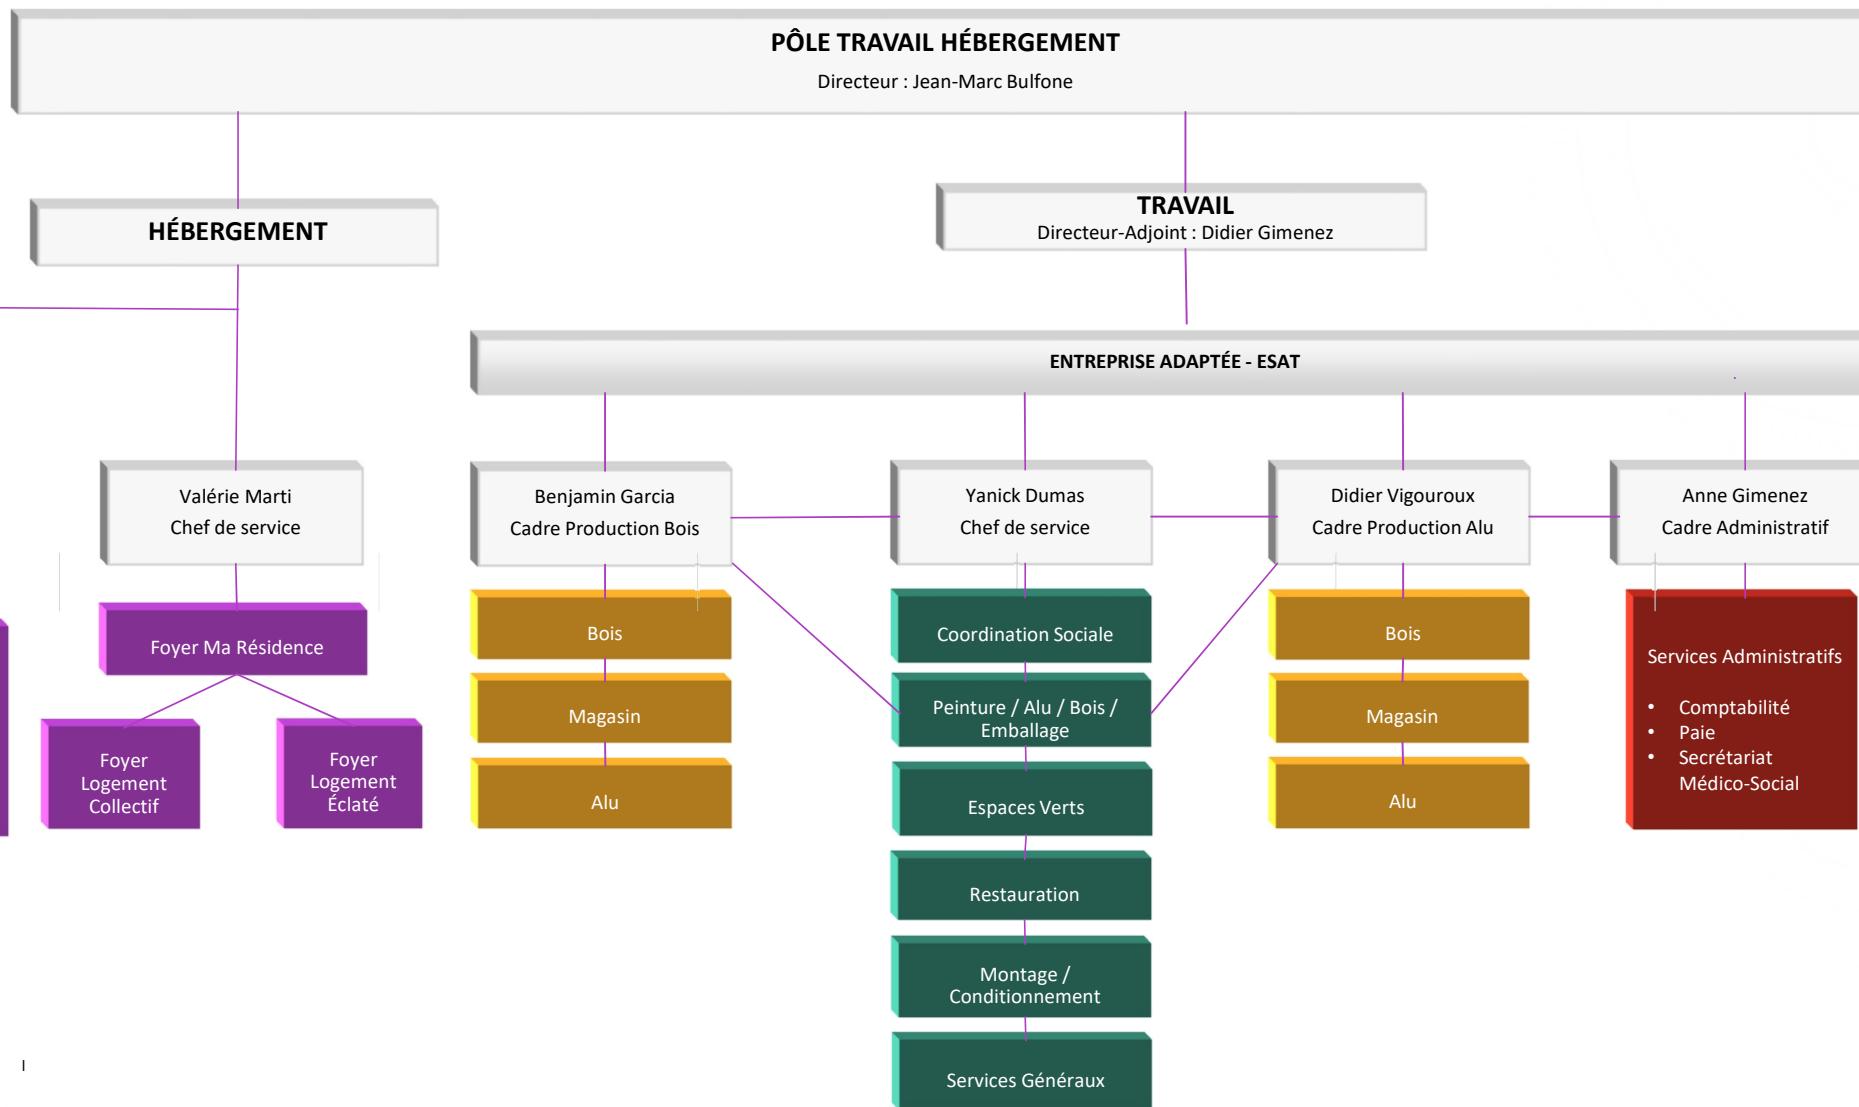 PÔLE TRAVAIL HÉBERGEMENT
Directeur : Jean-Marc Bulfone
HÉBERGEMENT
TRAVAIL
Directeur-Adjoint : Didier Gimenez
ENTREPRISE ADAPTÉE - ESAT
Valérie Marti
Chef de service
Benjamin Garcia
Cadre Production Bois
Yanick Dumas
Chef de service
Didier Vigouroux
Cadre Production Alu
Anne Gimenez
Cadre Administratif
Foyer Ma Résidence
Foyer
Logement
Collectif
Foyer
Logement
Éclaté
Bois
Magasin
Alu
Coordination Sociale
Peinture / Alu / Bois /
Emballage
Espaces Verts
Restauration
Montage /
Conditionnement
Services Généraux
Bois
Magasin
Alu
Services Administratifs
• Comptabilité
• Paie
• Secrétariat
Médico-Social
I